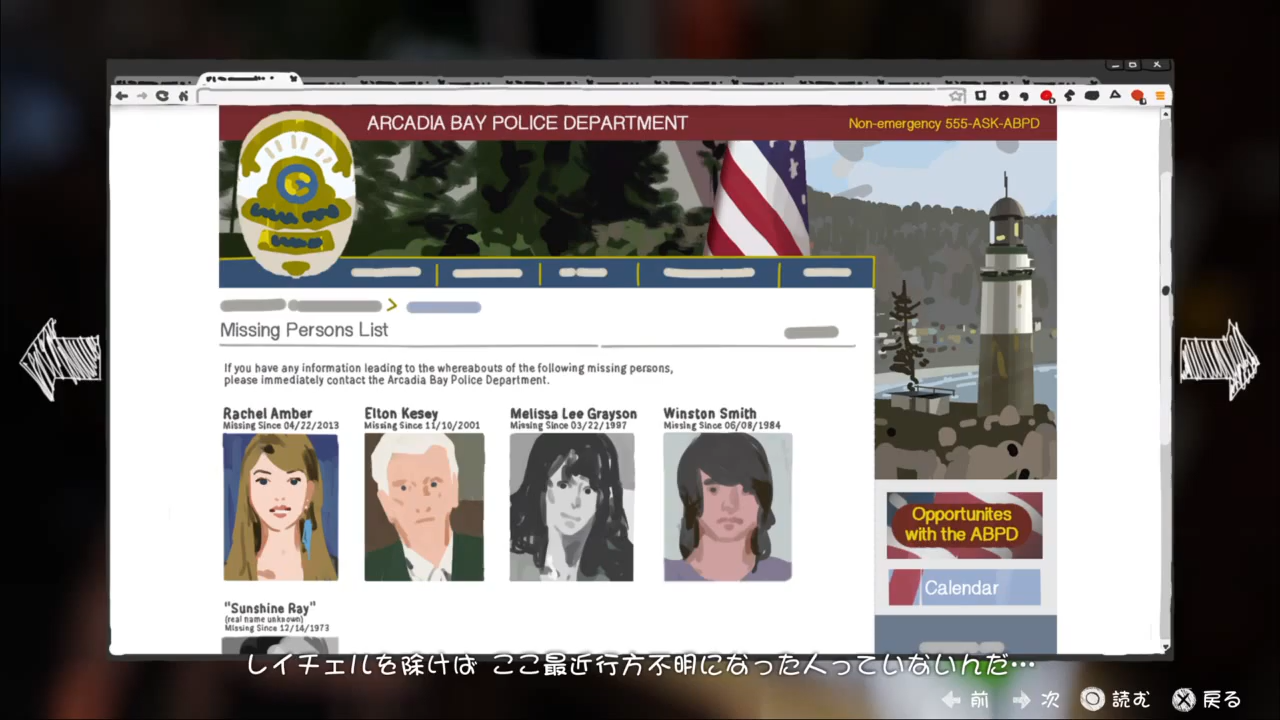 ARCADIA BAY POLICE DEPARTMENT
Non-emergency 555-ASK-ABPD
Missing Persons List
If you have any information leading to the whereabouts of the following missing persons,
please immediately contact the Arcadia Bay Police Department.
Rachel Amber
Missing Since 04/22/2013
Elton Kesey
Missing Since 11/10/2001
Melissa Lee Grayson
Missing Since 03/22/1997
Winston Smith
Missing Since 06/08/1984
Opportunites
with the ABPD
Calendar
"Sunshine Ray"
(real name unknown)
Missing Since 12/14/1973
レイチェルを除けば ここ最近行方不明になった人っていないんだ…
前 次 読む 戻る